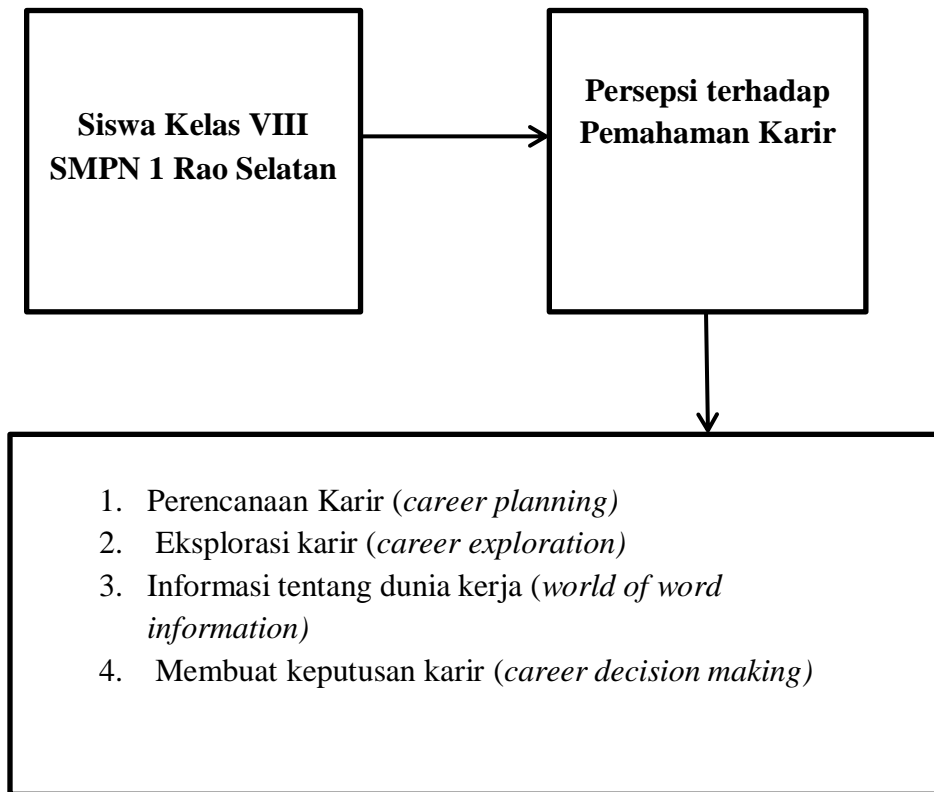 Siswa Kelas VIII
SMPN 1 Rao Selatan
Persepsi terhadap
Pemahaman Karir
1. Perencanaan Karir (career planning)
2. Eksplorasi karir (career exploration)
3. Informasi tentang dunia kerja (world of word
information)
4. Membuat keputusan karir (career decision making)